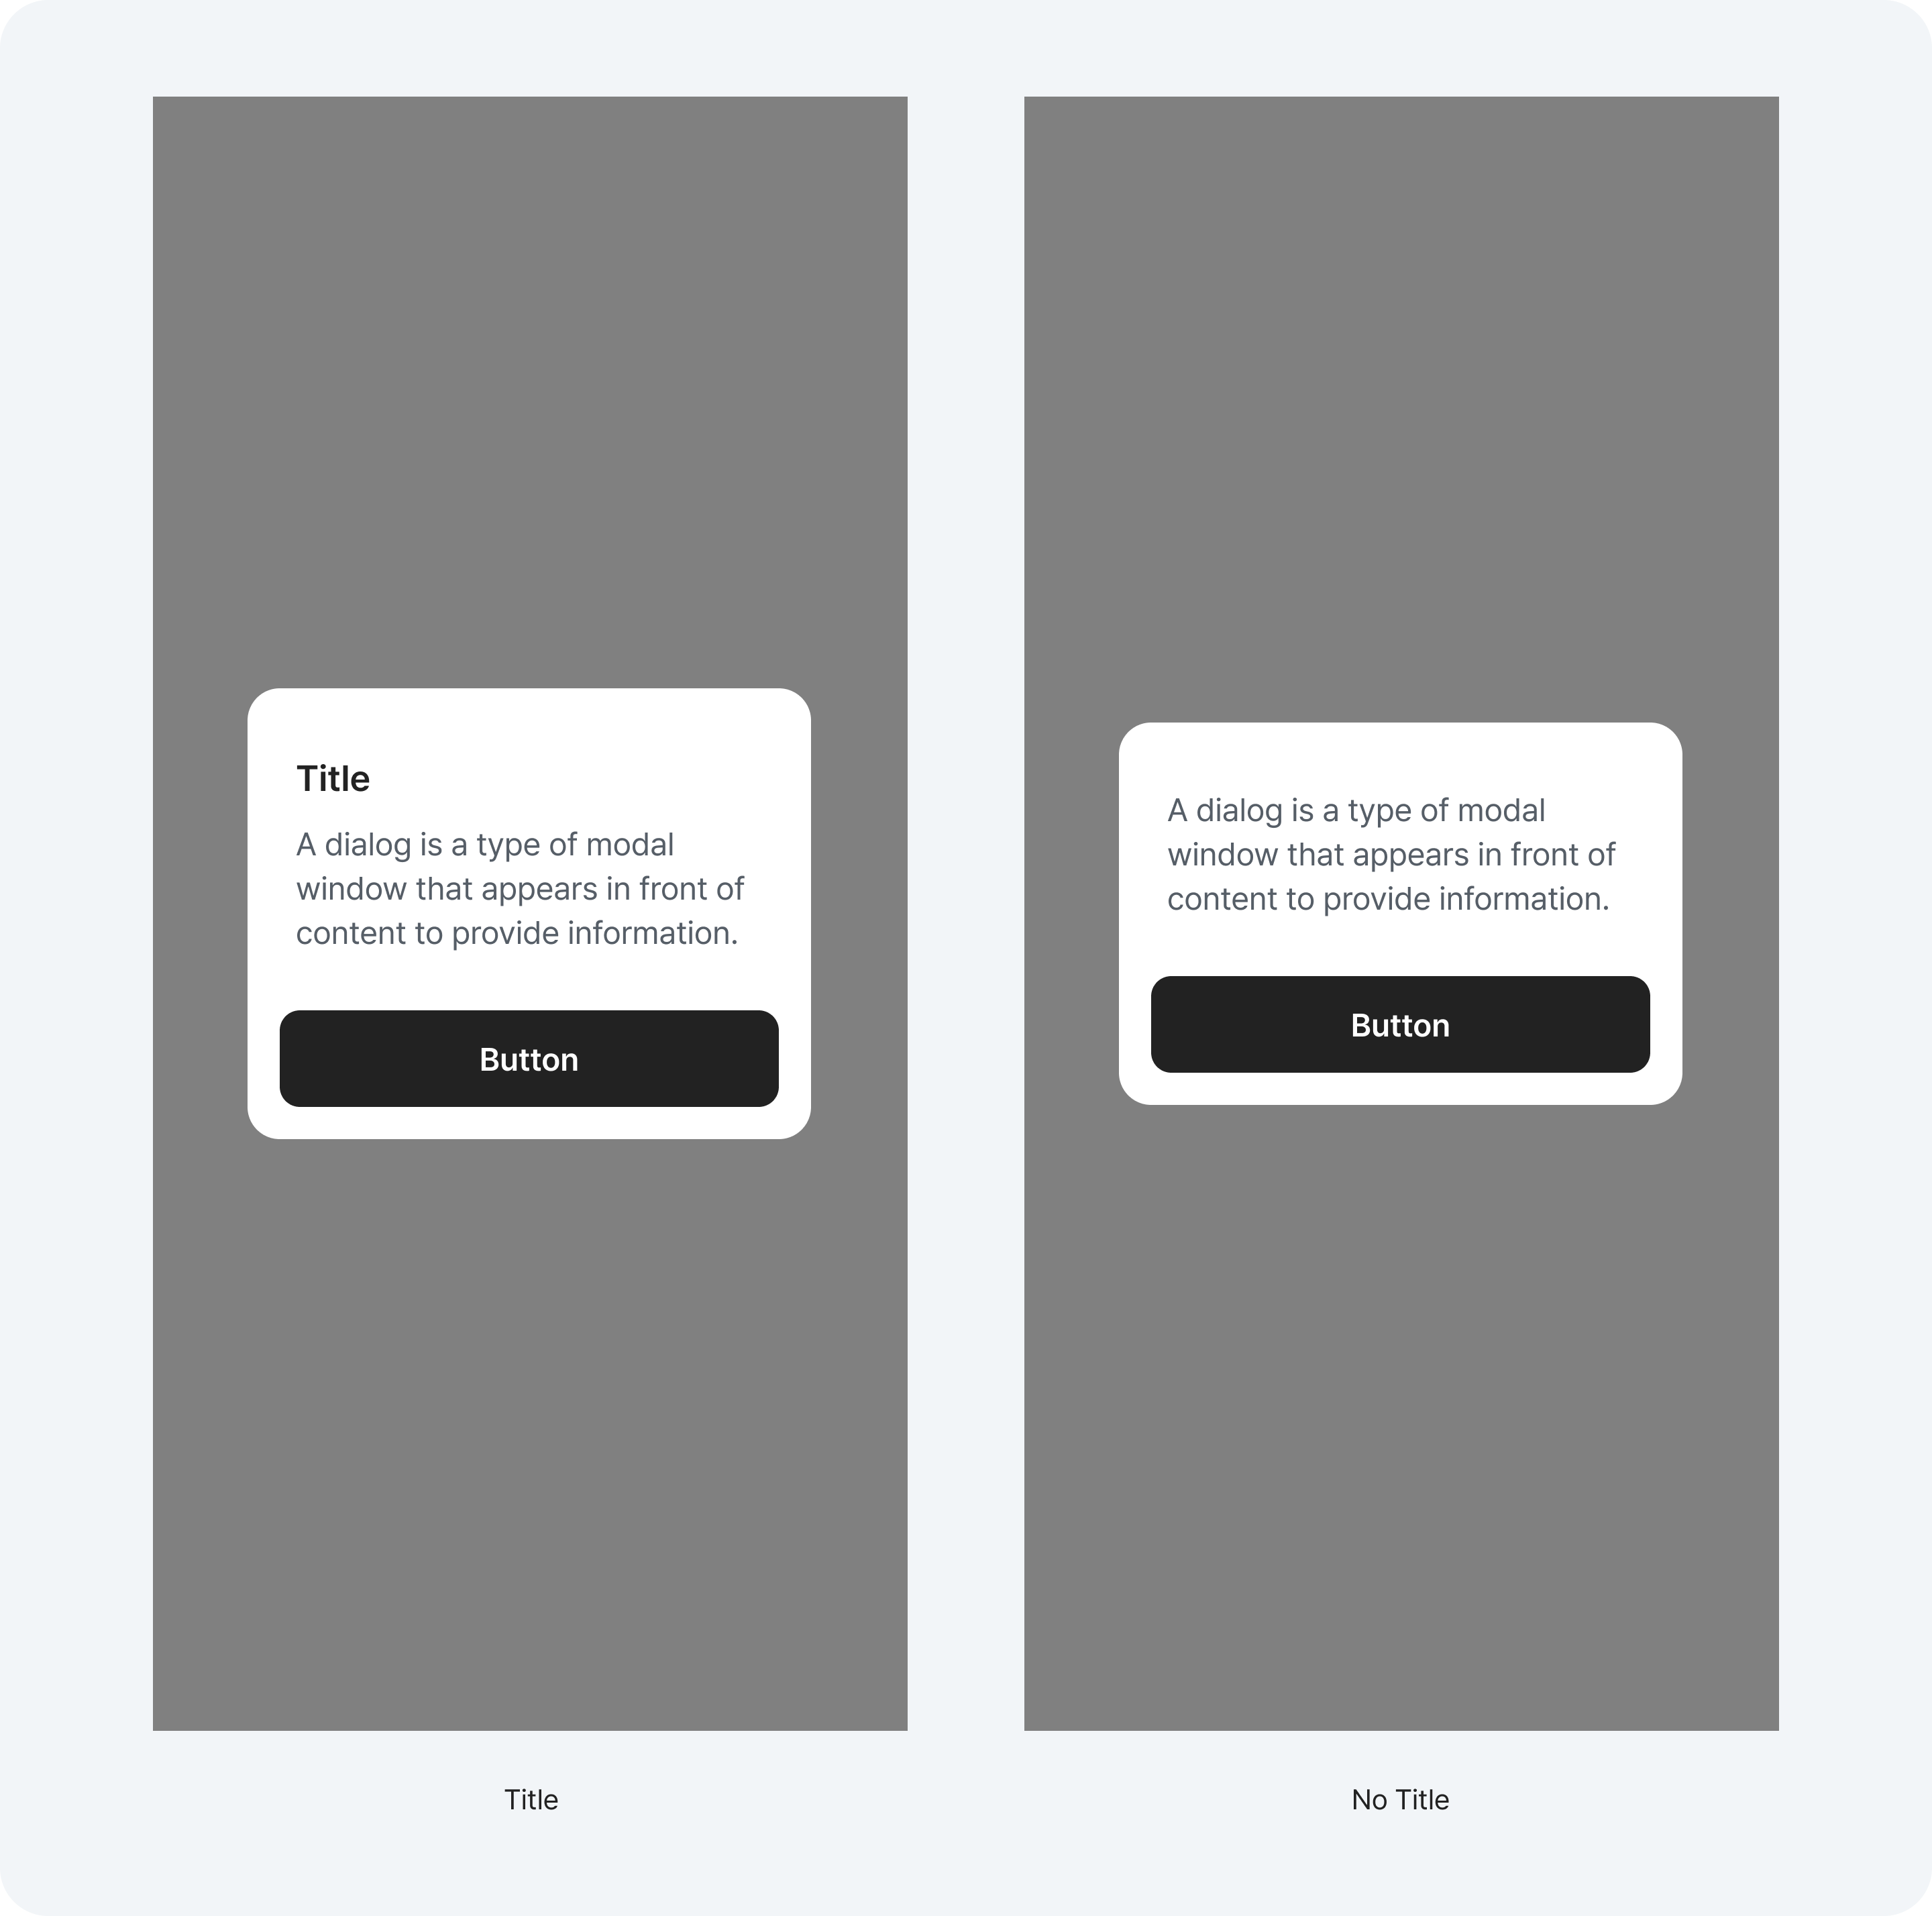 Title
A dialog is a type of modal
window that appears in front of
content to provide information.
Button
Title
A dialog is a type of modal
window that appears in front of
content to provide information.
Button
No Title